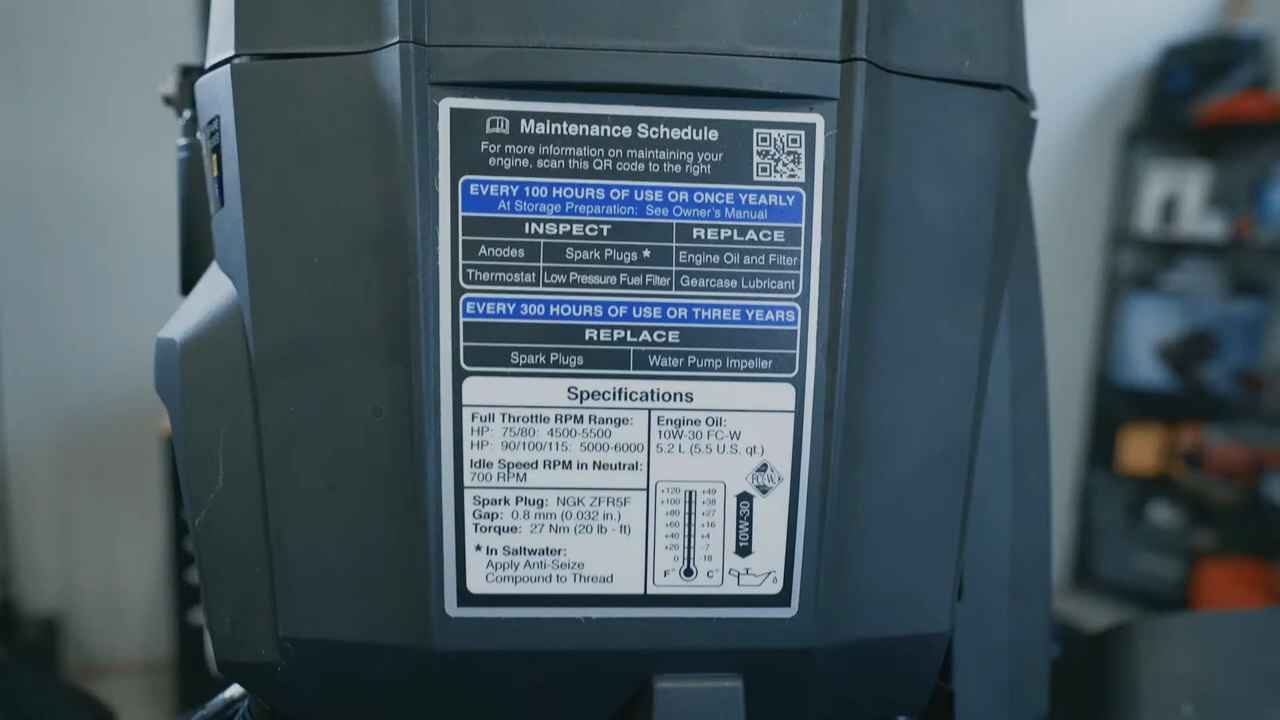 Maintenance Schedule
For more information on maintaining your
engine, scan this QR code to the right
EVERY 100 HOURS OF USE OR ONCE YEARLY
At Storage Preparation: See Owner's Manual
INSPECT REPLACE
Anodes Spark Plugs * Engine Oil and Filter
Thermostat Low Pressure Fuel Filter Gearcase Lubricant
EVERY 300 HOURS OF USE OR THREE YEARS
REPLACE
Spark Plugs Water Pump Impeller
Specifications
Full Throttle RPM Range:
HP: 75/80: 4500-5500
HP: 90/100/115: 5000-6000
Idle Speed RPM in Neutral:
700 RPM
Spark Plug: NGK ZFR5F
Gap: 0.8 mm (0.032 in.)
Torque: 27 Nm (20 lb - ft)
* In Saltwater:
Apply Anti-Seize
Compound to Thread
Engine Oil:
10W-30 FC-W
5.2 L (5.5 U.S. qt.)
FC-W
+120 +49
+100 +38
+80 +27
+60 +16
+40 +4
+20 -7
0 -18
F° C°
10W-30